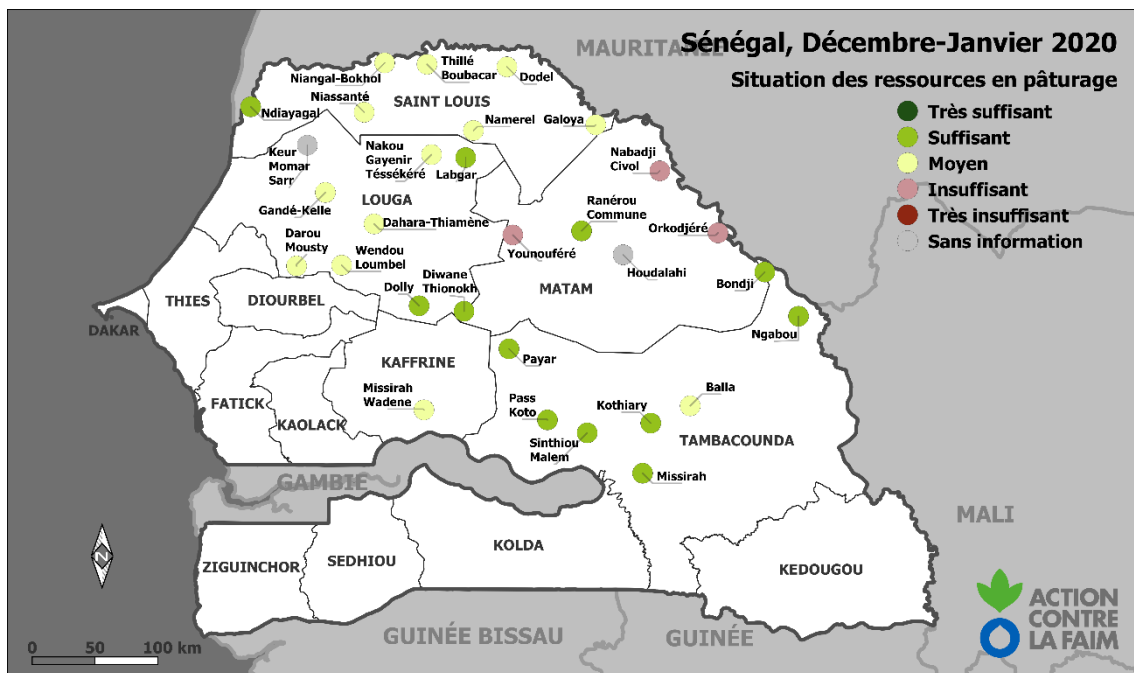 MAURITANIE
Sénégal, Décembre-Janvier 2020
Situation des ressources en pâturage
Très suffisant
Suffisant
Moyen
Insuffisant
Très insuffisant
Sans information
Niangal-Bokhol
Thillé
Boubacar
Dodel
Niassanté
SAINT LOUIS
Ndiayagal
Namerel
Galoya
Keur
Momar
Sarr
Nakou
Gayenir
Téssékéré
Labgar
Nabadji
Civol
Gandé-Kelle
LOUGA
Ranérou
Commune
Dahara-Thiamène
Orkodjéré
Darou
Mousty
Wendou
Loumbel
Younouféré
Houdalahi
Diwane
Thionokh
Dolly
MATAM
Bondji
THIES
DIOURBEL
DAKAR
Ngabou
KAFFRINE
Payar
Missirah
Wadene
Balla
FATICK
KAOLACK
Pass
Koto
Kothiary
Sinthiou
Malem
TAMBACOUNDA
Missirah
GAMBIE
MALI
ZIGUINCHOR
SEDHIOU
KOLDA
KEDOUGOU
N
GUINÉE BISSAU
GUINÉE
0 50 100 km
ACTION
CONTRE
LA FAIM